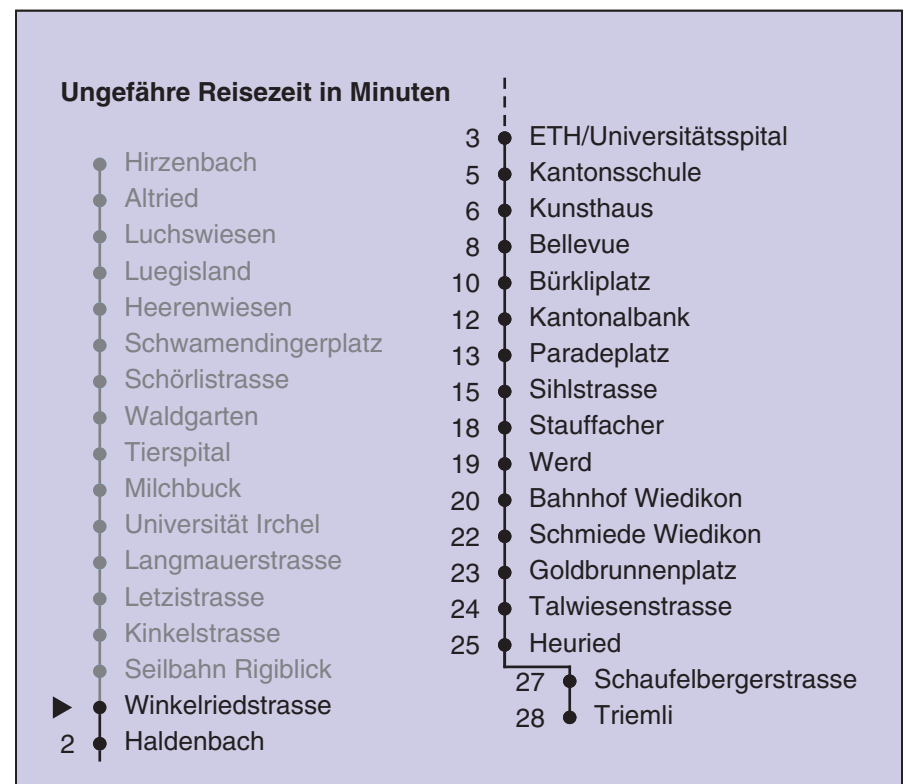 Ungefähre Reisezeit in Minuten
Hirzenbach
Altried
Luchswiesen
Luegisland
Heerenwiesen
Schwamendingerplatz
Schörlistrasse
Waldgarten
Tierspital
Milchbuck
Universität Irchel
Langmauerstrasse
Letzistrasse
Kinkelstrasse
Seilbahn Rigiblick
Winkelriedstrasse
2 Haldenbach
3 ETH/Universitätsspital
5 Kantonsschule
6 Kunsthaus
8 Bellevue
10 Bürkliplatz
12 Kantonalbank
13 Paradeplatz
15 Sihlstrasse
18 Stauffacher
19 Werd
20 Bahnhof Wiedikon
22 Schmiede Wiedikon
23 Goldbrunnenplatz
24 Talwiesenstrasse
25 Heuried
27 Schaufelbergerstrasse
28 Triemli